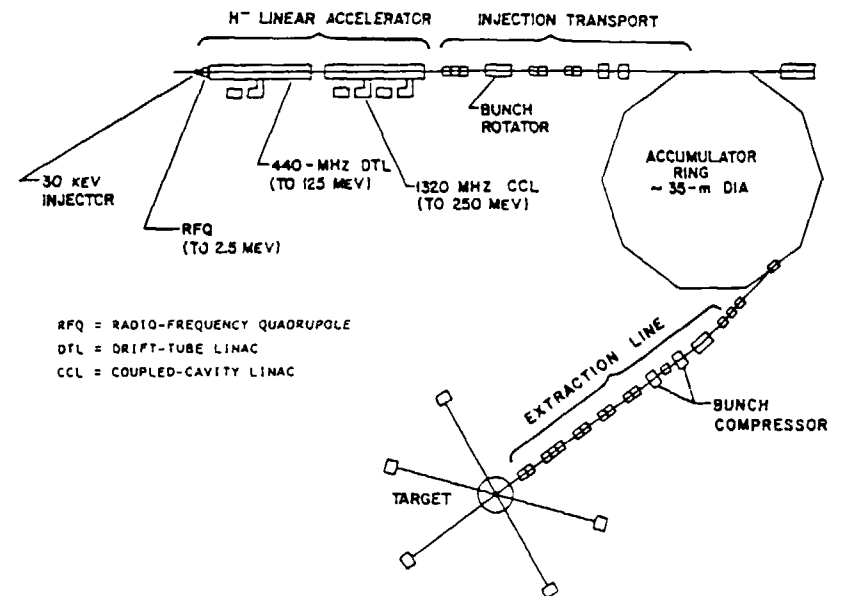 H⁻ LINEAR ACCELERATOR
INJECTION TRANSPORT
BUNCH
ROTATOR
ACCUMULATOR
RING
~ 35-m DIA
440-MHZ DTL
(TO 125 MEV)
1320 MHZ CCL
(TO 250 MEV)
30 KEV
INJECTOR
RFQ
(TO 2.5 MEV)
RFQ = RADIO-FREQUENCY QUADRUPOLE
DTL = DRIFT-TUBE LINAC
CCL = COUPLED-CAVITY LINAC
EXTRACTION LINE
BUNCH
COMPRESSOR
TARGET